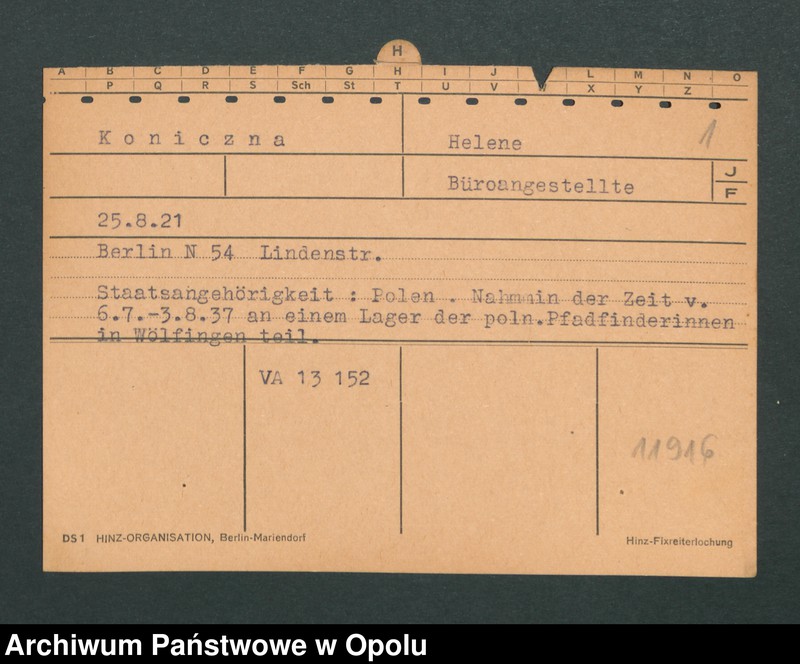 H
A B C D E F G H I J L M N O
P Q R S Sch St T U V W X Y Z
Koniczna Helene 1
Büroangestellte J
F
25.8.21
Berlin N 54 Lindenstr.
Staatsangehörigkeit : Polen . Nahm in der Zeit v.
6.7.-3.8.37 an einem Lager der poln.Pfadfinderinnen
in Wölfingen teil.
VA 13 152
11916
DS1 HINZ-ORGANISATION, Berlin-Mariendorf Hinz-Fixreiterlochung
Archiwum Państwowe w Opolu